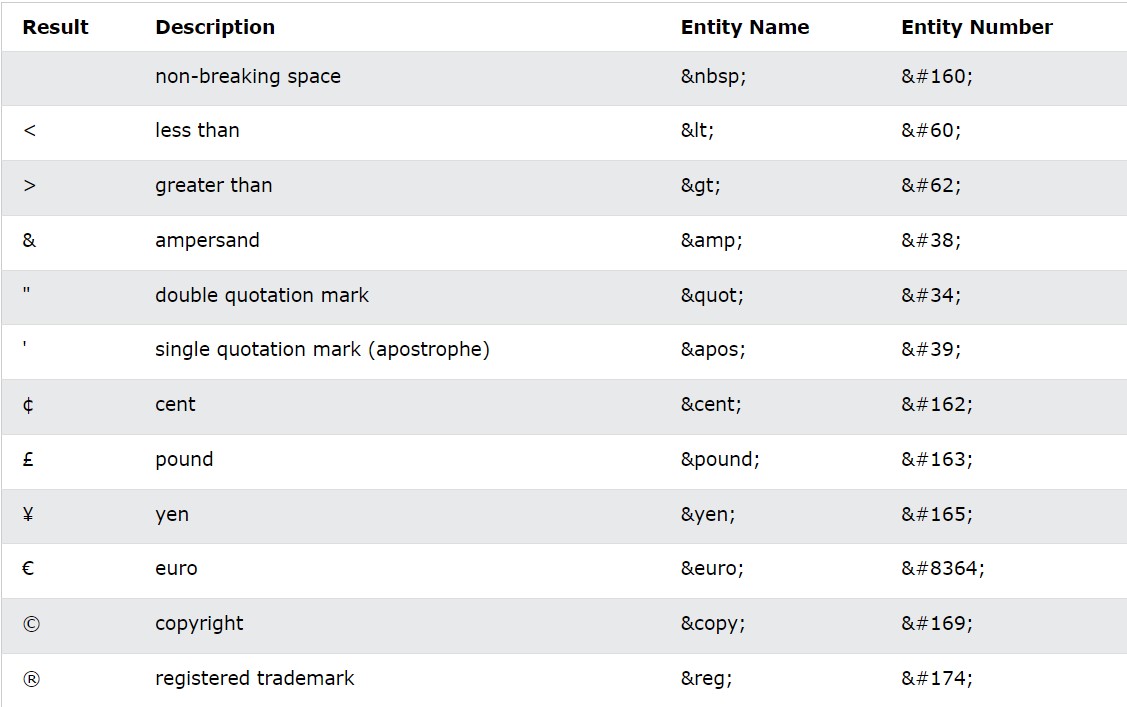 Result Description Entity Name Entity Number
non-breaking space &nbsp; &#160;
< less than &lt; &#60;
> greater than &gt; &#62;
& ampersand &amp; &#38;
" double quotation mark &quot; &#34;
' single quotation mark (apostrophe) &apos; &#39;
¢ cent &cent; &#162;
£ pound &pound; &#163;
¥ yen &yen; &#165;
€ euro &euro; &#8364;
© copyright &copy; &#169;
® registered trademark &reg; &#174;